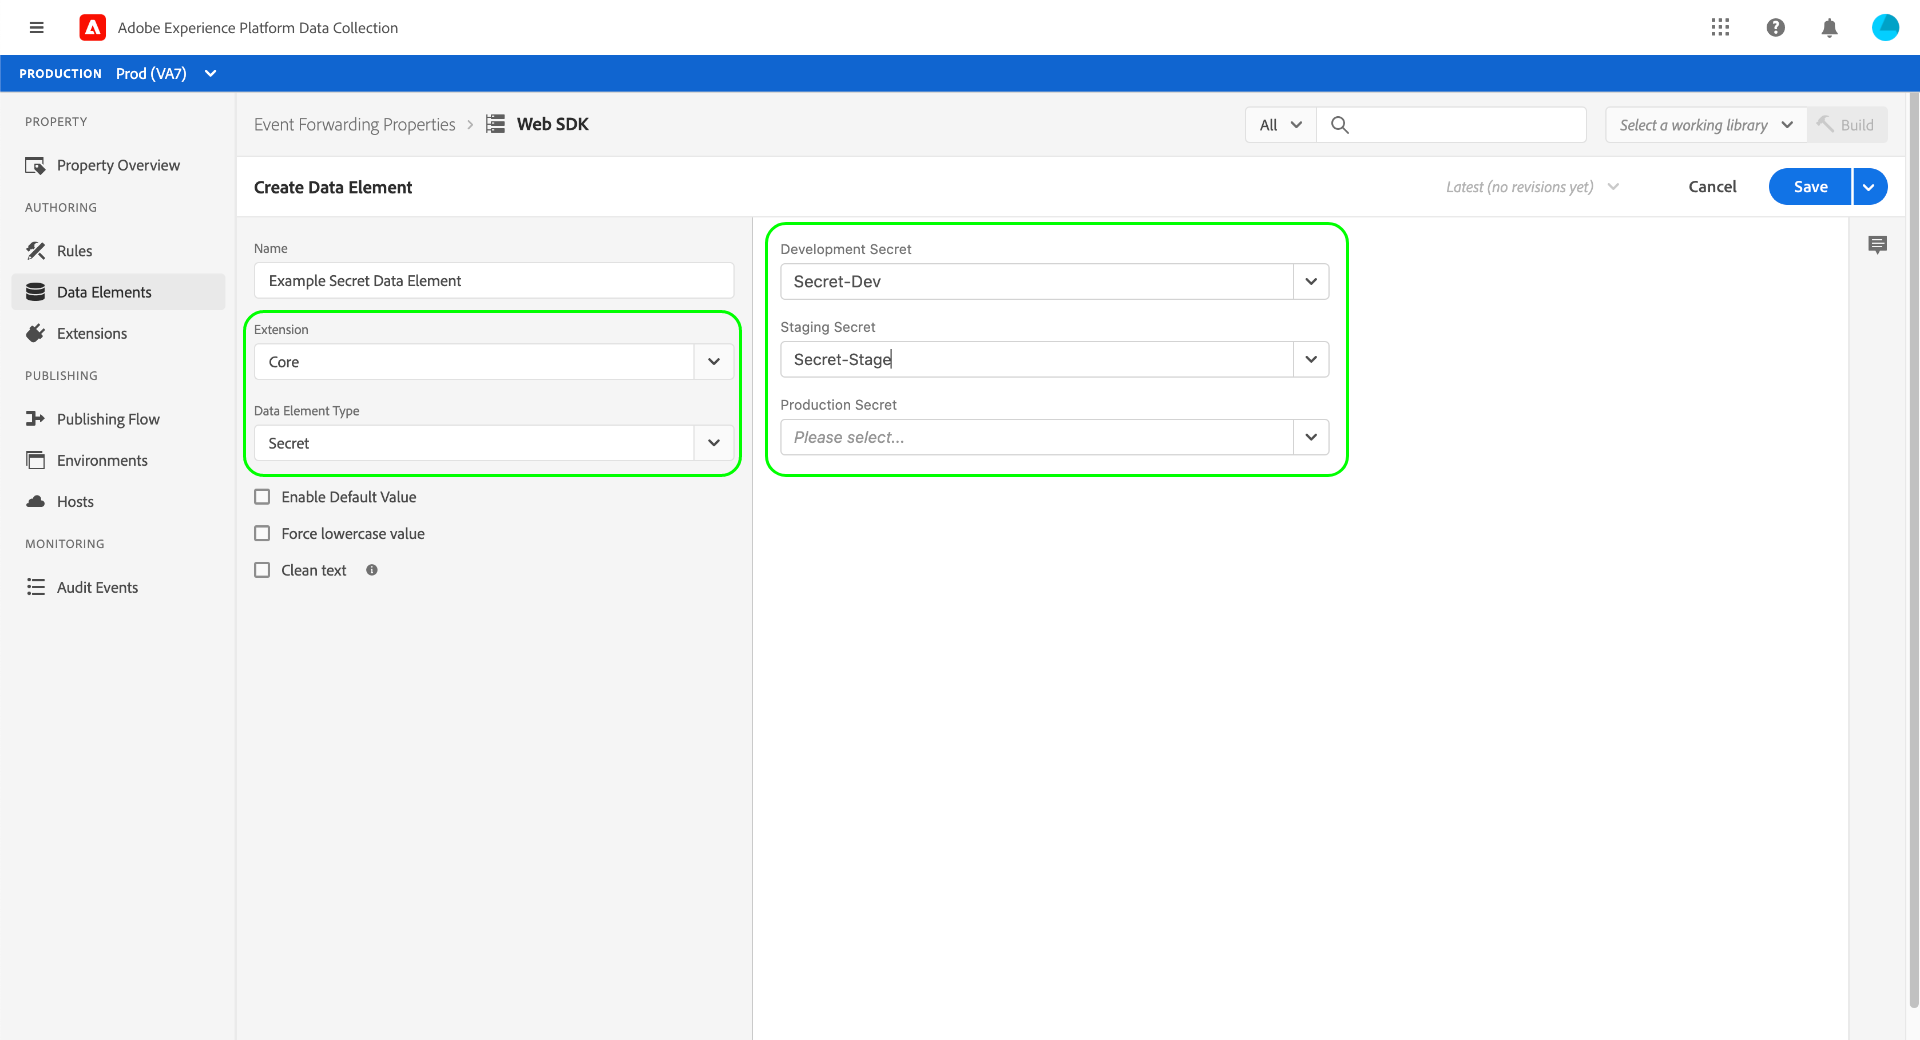 Adobe Experience Platform Data Collection
PRODUCTION Prod (VA7)
PROPERTY
Property Overview
AUTHORING
Rules
Data Elements
Extensions
PUBLISHING
Publishing Flow
Environments
Hosts
MONITORING
Audit Events
Event Forwarding Properties > Web SDK
All
Select a working library
Build
Create Data Element
Latest (no revisions yet)
Cancel
Save
Name
Example Secret Data Element
Extension
Core
Data Element Type
Secret
Enable Default Value
Force lowercase value
Clean text
Development Secret
Secret-Dev
Staging Secret
Secret-Stage
Production Secret
Please select...